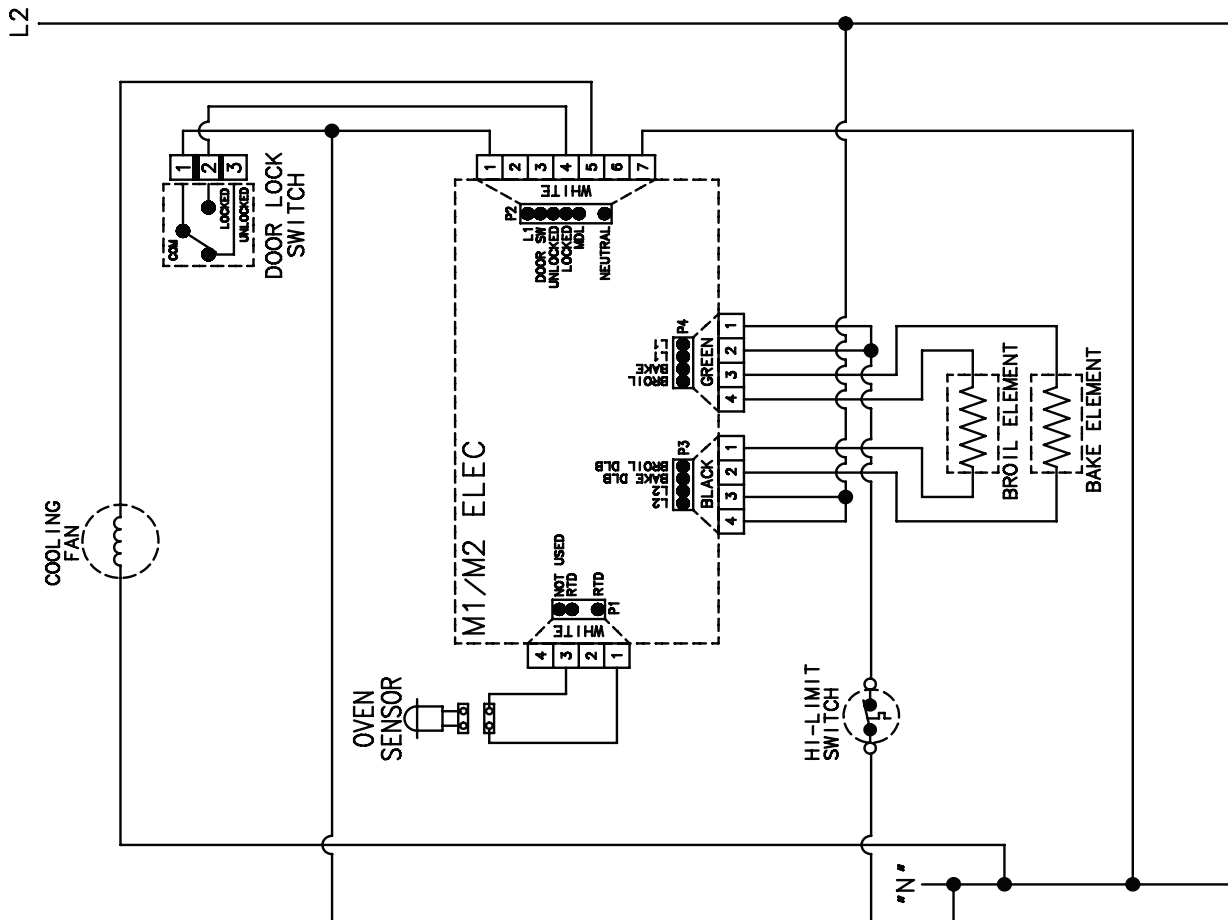 L2
1
2
3
COM
LOCKED
UNLOCKED
DOOR LOCK
SWITCH
1
2
3
4
5
6
7
WHITE
P2
L1
DOOR SW
UNLOCKED
LOCKED
MDL
NEUTRAL
COOLING
FAN
M1/M2 ELEC
P4
L1
L1
BAKE
BROIL
GREEN
1
2
3
4
P3
BROIL DLB
BAKE DLB
L2
L2
BLACK
1
2
3
4
BROIL ELEMENT
BAKE ELEMENT
NOT USED
RTD
RTD
P1
WHITE
4
3
2
1
OVEN
SENSOR
HI-LIMIT
SWITCH
"N"